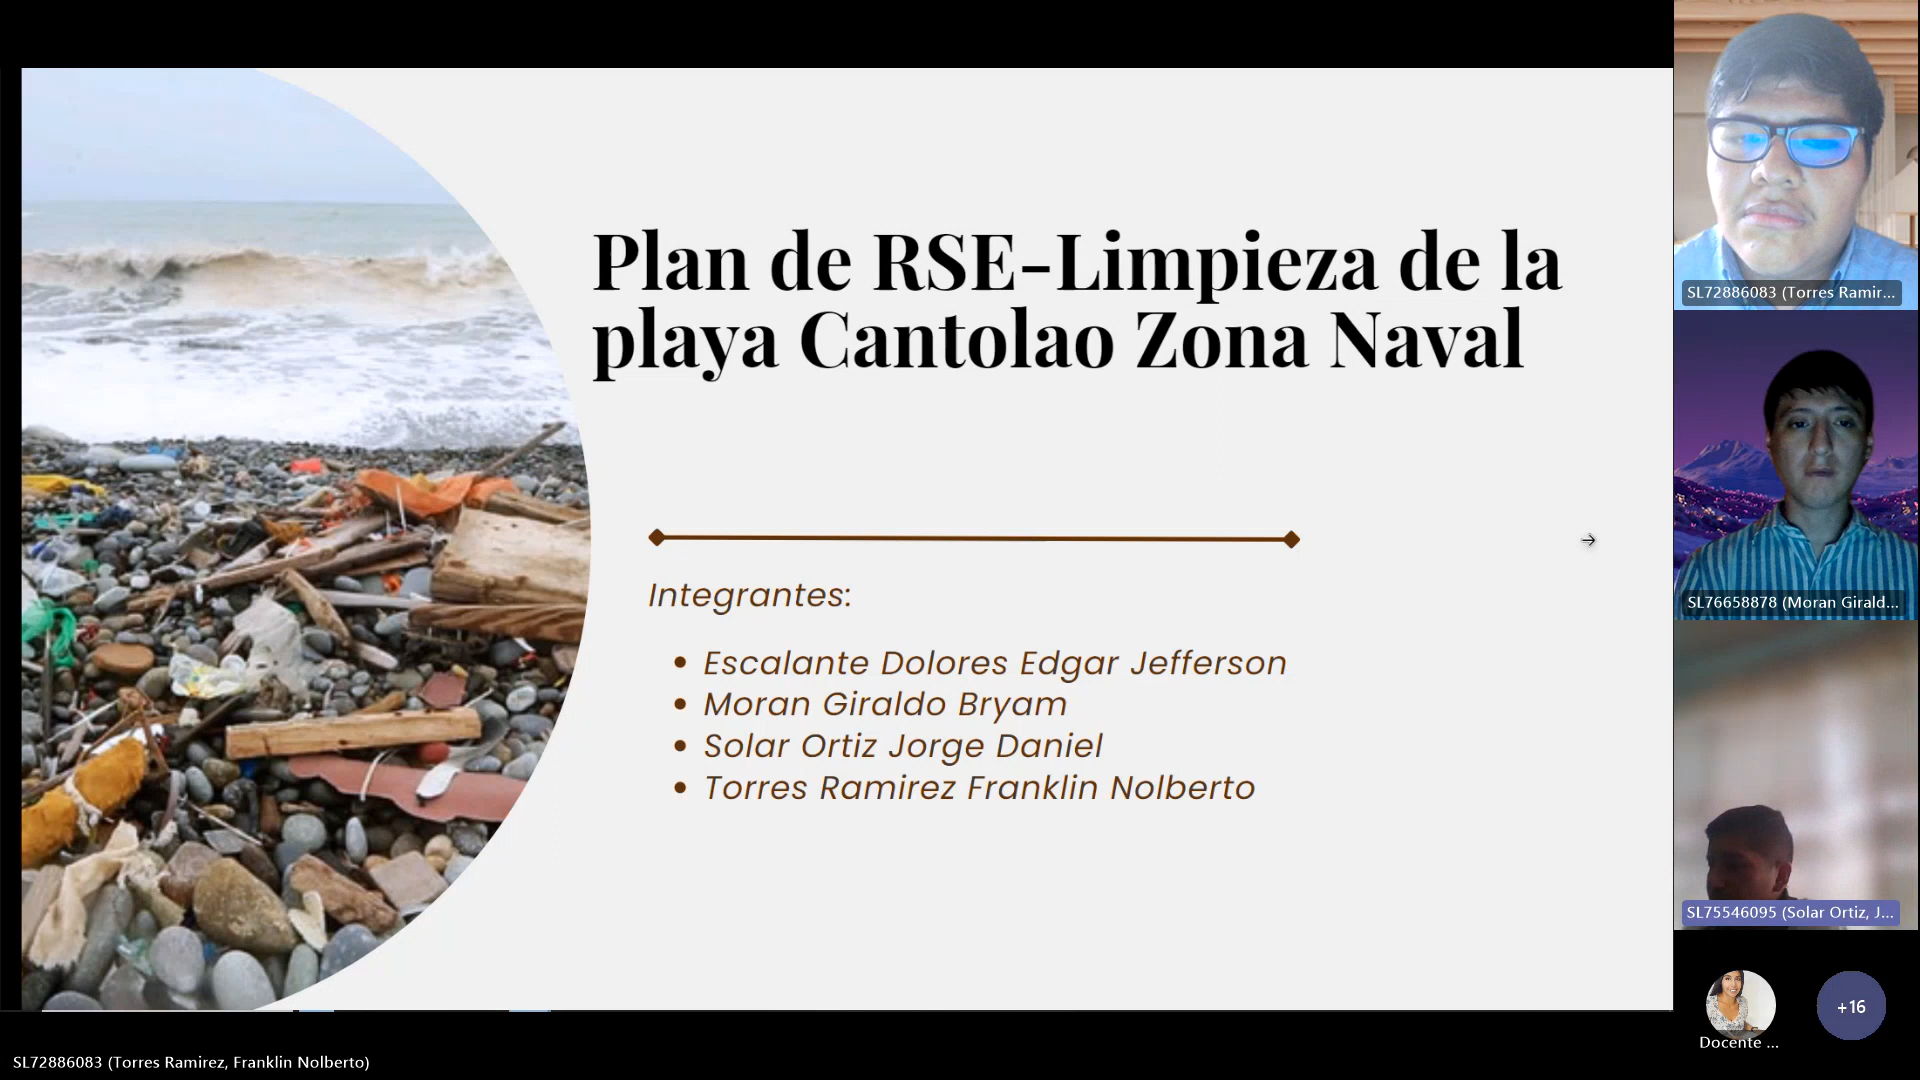 Plan de RSE-Limpieza de la
playa Cantolao Zona Naval
Integrantes:
• Escalante Dolores Edgar Jefferson
• Moran Giraldo Bryam
• Solar Ortiz Jorge Daniel
• Torres Ramirez Franklin Nolberto
SL72886083 (Torres Ramir...
SL76658878 (Moran Girald...
SL75546095 (Solar Ortiz, J...
Docente ...
+16
SL72886083 (Torres Ramirez, Franklin Nolberto)